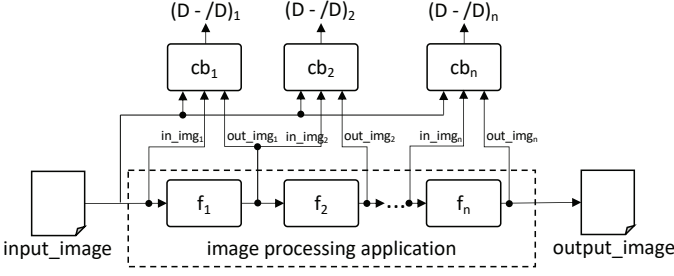 (D - /D)₁ (D - /D)₂ (D - /D)ₙ
cb₁ cb₂ cbₙ
in_img₁ out_img₁ in_img₂ out_img₂ in_imgₙ out_imgₙ
f₁ f₂ ... fₙ
input_image image processing application output_image